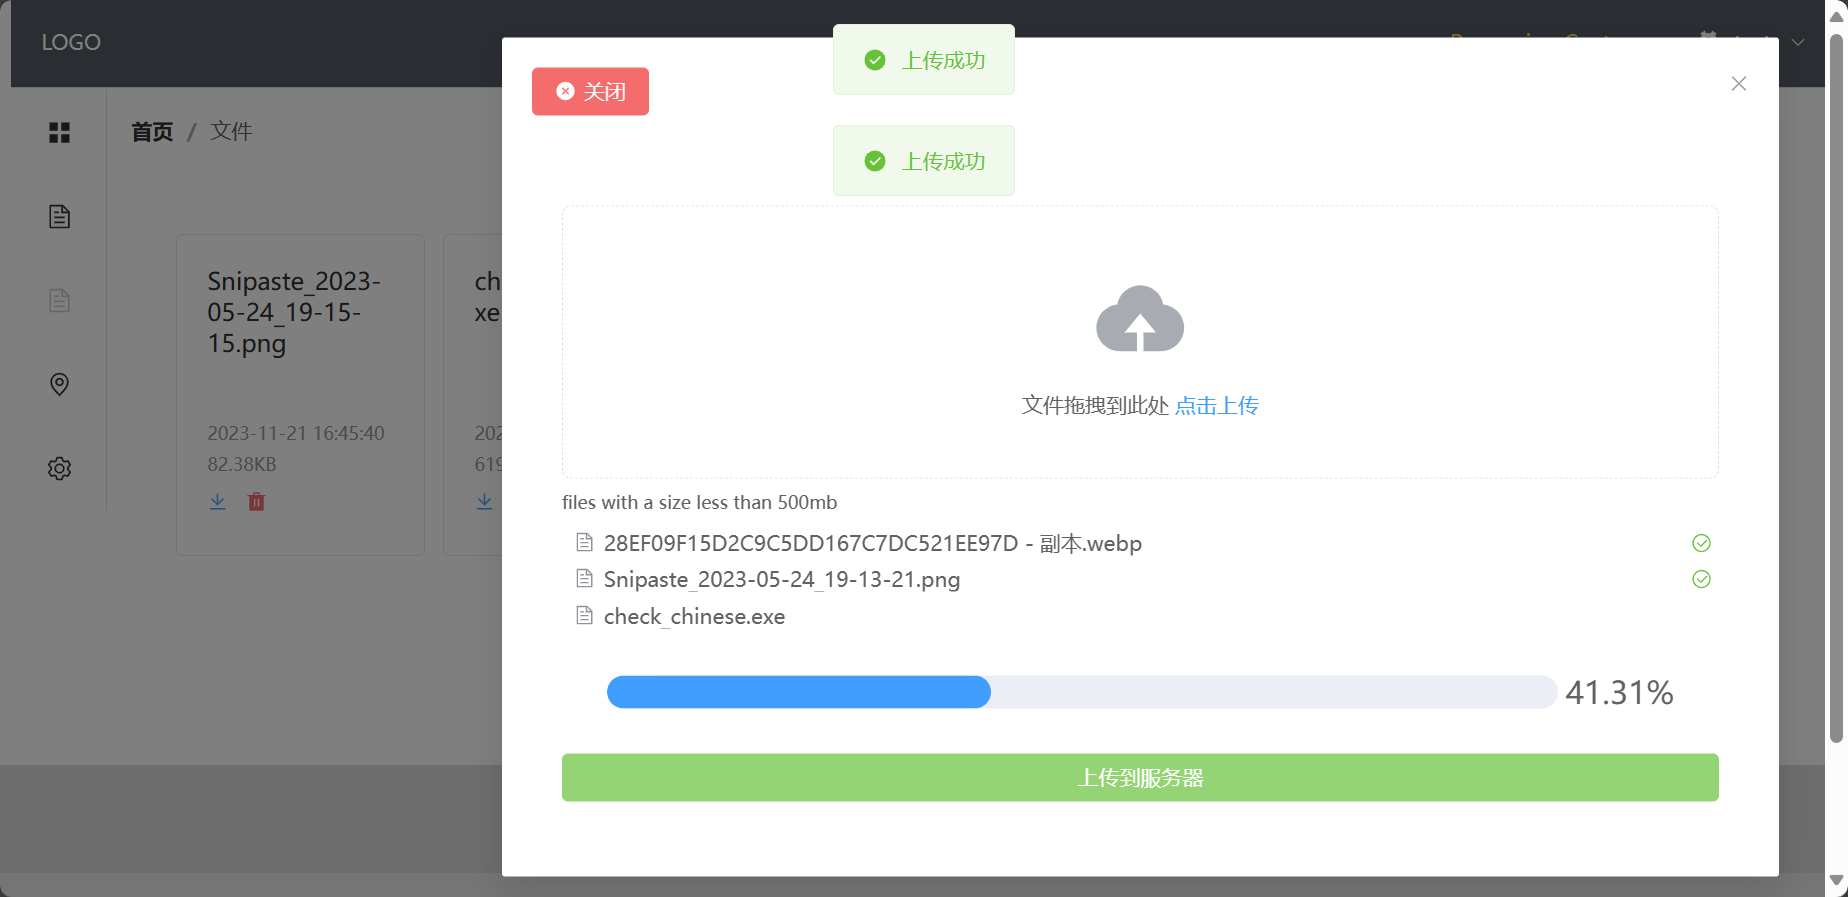 LOGO
上传成功
关闭
首页 / 文件
上传成功
Snipaste_2023-
05-24_19-15-
15.png
ch
xe
2023-11-21 16:45:40
82.38KB
202
619
文件拖拽到此处 点击上传
files with a size less than 500mb
28EF09F15D2C9C5DD167C7DC521EE97D - 副本.webp
Snipaste_2023-05-24_19-13-21.png
check_chinese.exe
41.31%
上传到服务器